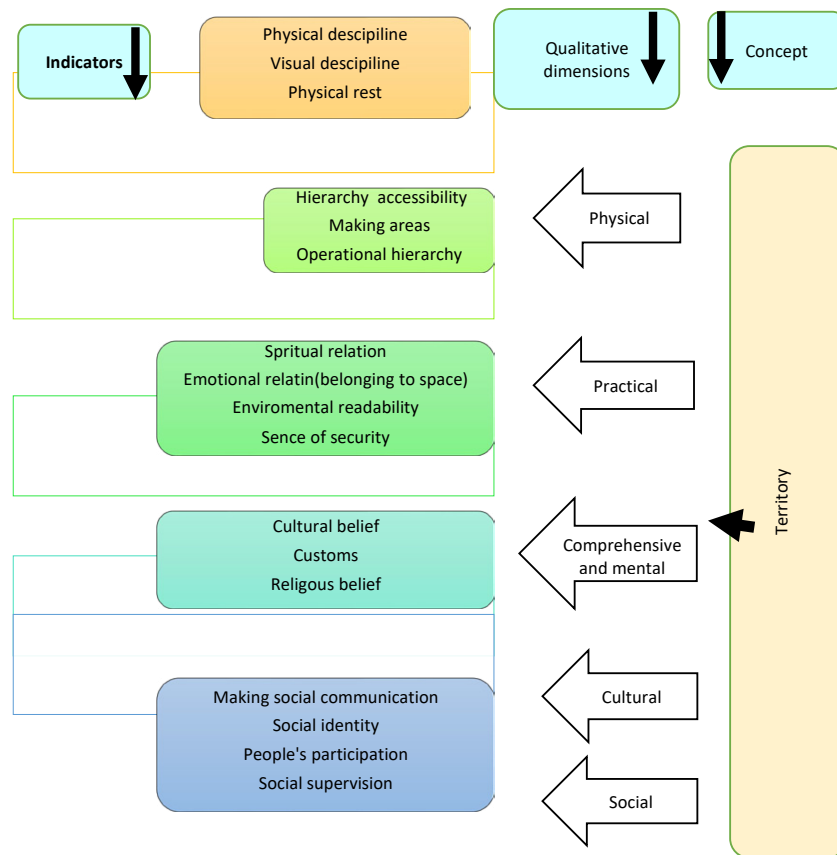 Indicators
Physical descipiline
Visual descipiline
Physical rest
Qualitative
dimensions
Concept
Hierarchy accessibility
Making areas
Operational hierarchy
Physical
Spritual relation
Emotional relatin(belonging to space)
Enviromental readability
Sence of security
Practical
Territory
Cultural belief
Customs
Religous belief
Comprehensive
and mental
Making social communication
Social identity
People's participation
Social supervision
Cultural
Social